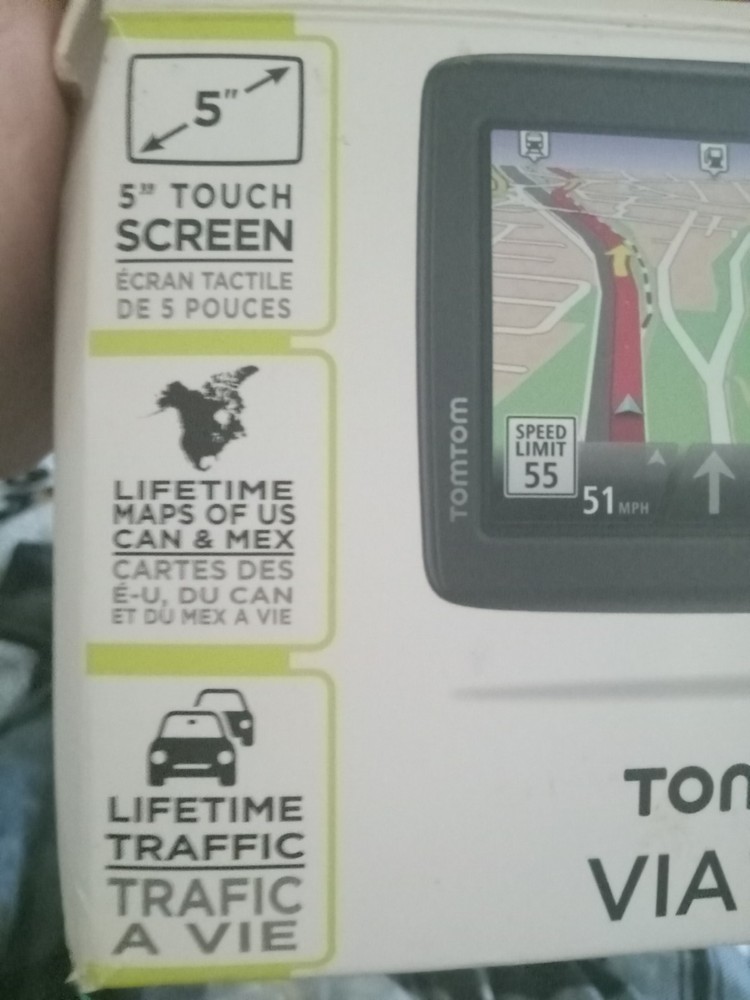 5"
5" TOUCH
SCREEN
ÉCRAN TACTILE
DE 5 POUCES
LIFETIME
MAPS OF US
CAN & MEX
CARTES DES
É-U, DU CAN
ET DU MEX A VIE
LIFETIME
TRAFFIC
TRAFIC
A VIE
TOMTOM
SPEED
LIMIT
55
51 MPH
TOM
VIA